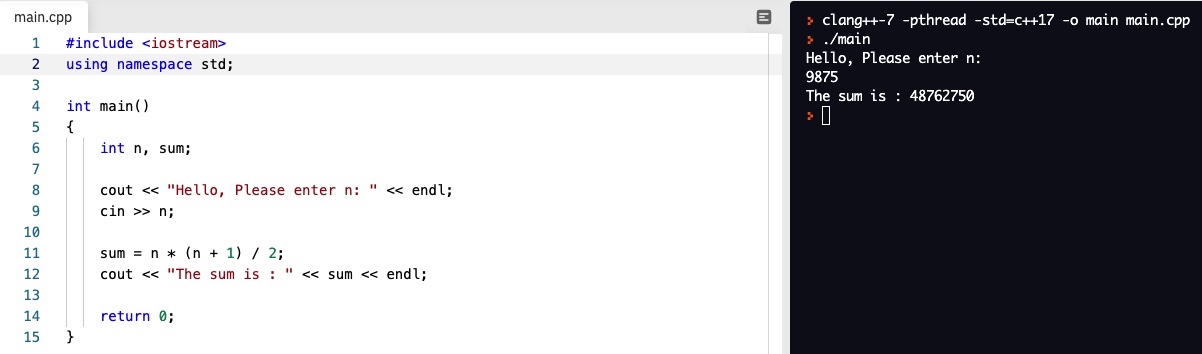 main.cpp
1 #include <iostream>
2 using namespace std;
3
4 int main()
5 {
6     int n, sum;
7
8     cout << "Hello, Please enter n: " << endl;
9     cin >> n;
10
11     sum = n * (n + 1) / 2;
12     cout << "The sum is : " << sum << endl;
13
14     return 0;
15 }
clang++-7 -pthread -std=c++17 -o main main.cpp
./main
Hello, Please enter n:
9875
The sum is : 48762750